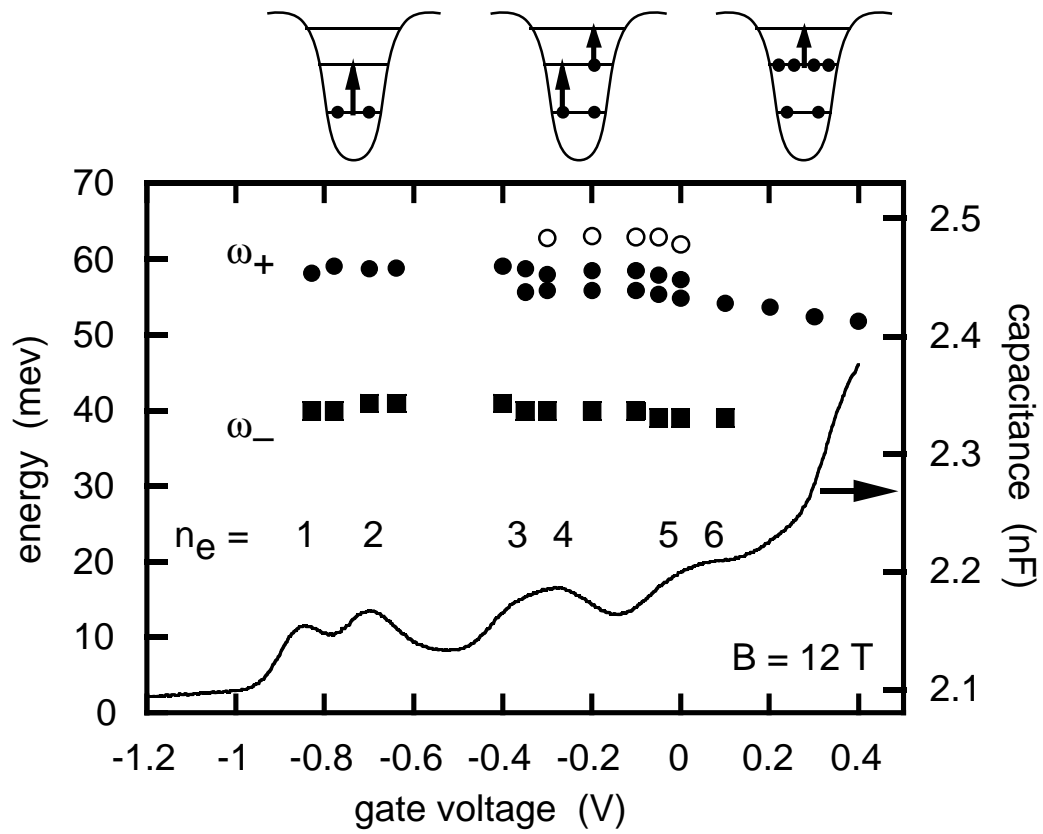 70
60
50
40
30
20
10
0
energy (mev)
ω+
ω–
ne = 1 2 3 4 5 6
B = 12 T
2.5
2.4
2.3
2.2
2.1
capacitance (nF)
-1.2 -1 -0.8 -0.6 -0.4 -0.2 0 0.2 0.4
gate voltage (V)